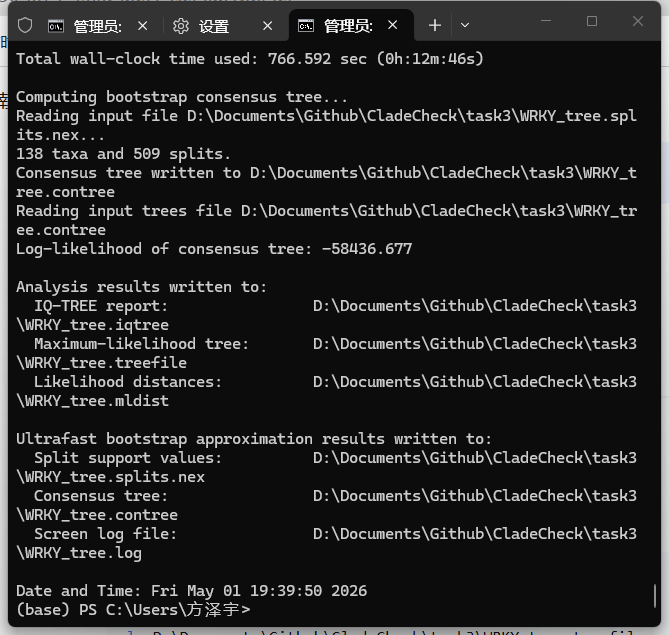 管理员: 设置 管理员:
Total wall-clock time used: 766.592 sec (0h:12m:46s)
Computing bootstrap consensus tree...
Reading input file D:\Documents\Github\CladeCheck\task3\WRKY_tree.spl
its.nex...
138 taxa and 509 splits.
Consensus tree written to D:\Documents\Github\CladeCheck\task3\WRKY_t
ree.contree
Reading input trees file D:\Documents\Github\CladeCheck\task3\WRKY_tr
ee.contree
Log-likelihood of consensus tree: -58436.677
Analysis results written to:
IQ-TREE report: D:\Documents\Github\CladeCheck\task3
\WRKY_tree.iqtree
Maximum-likelihood tree: D:\Documents\Github\CladeCheck\task3
\WRKY_tree.treefile
Likelihood distances: D:\Documents\Github\CladeCheck\task3
\WRKY_tree.mldist
Ultrafast bootstrap approximation results written to:
Split support values: D:\Documents\Github\CladeCheck\task3
\WRKY_tree.splits.nex
Consensus tree: D:\Documents\Github\CladeCheck\task3
\WRKY_tree.contree
Screen log file: D:\Documents\Github\CladeCheck\task3
\WRKY_tree.log
Date and Time: Fri May 01 19:39:50 2026
(base) PS C:\Users\方泽宇>